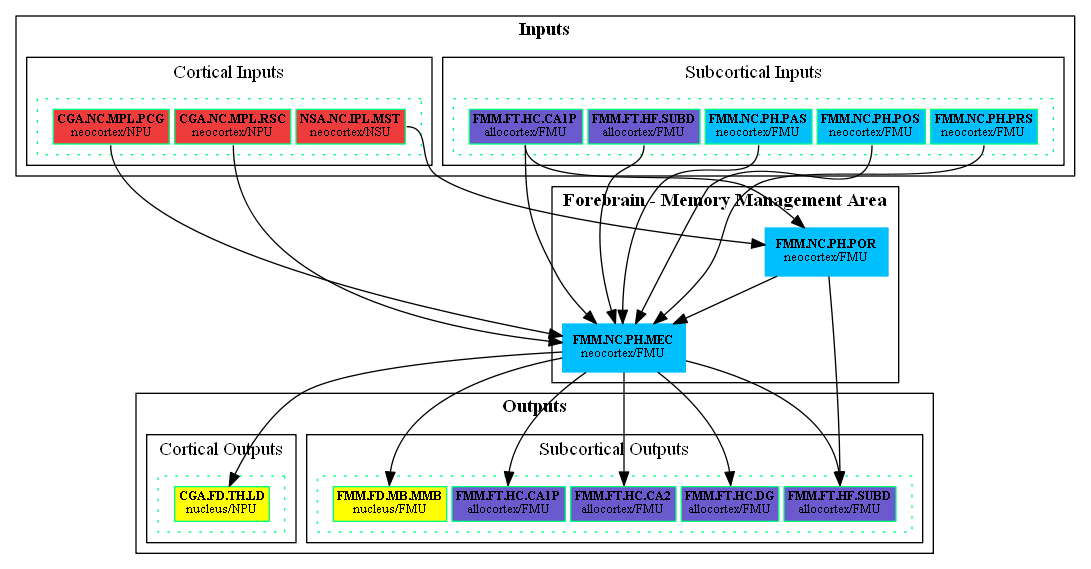 Inputs
Cortical Inputs
Subcortical Inputs
CGA.NC.MPL.PCG
neocortex/NPU
CGA.NC.MPL.RSC
neocortex/NPU
NSA.NC.IPL.MST
neocortex/NSU
FMM.FT.HC.CA1P
allocortex/FMU
FMM.FT.HF.SUBD
allocortex/FMU
FMM.NC.PH.PAS
neocortex/FMU
FMM.NC.PH.POS
neocortex/FMU
FMM.NC.PH.PRS
neocortex/FMU
Forebrain - Memory Management Area
FMM.NC.PH.POR
neocortex/FMU
FMM.NC.PH.MEC
neocortex/FMU
Outputs
Cortical Outputs
Subcortical Outputs
CGA.FD.TH.LD
nucleus/NPU
FMM.FD.MB.MMB
nucleus/FMU
FMM.FT.HC.CA1P
allocortex/FMU
FMM.FT.HC.CA2
allocortex/FMU
FMM.FT.HC.DG
allocortex/FMU
FMM.FT.HF.SUBD
allocortex/FMU